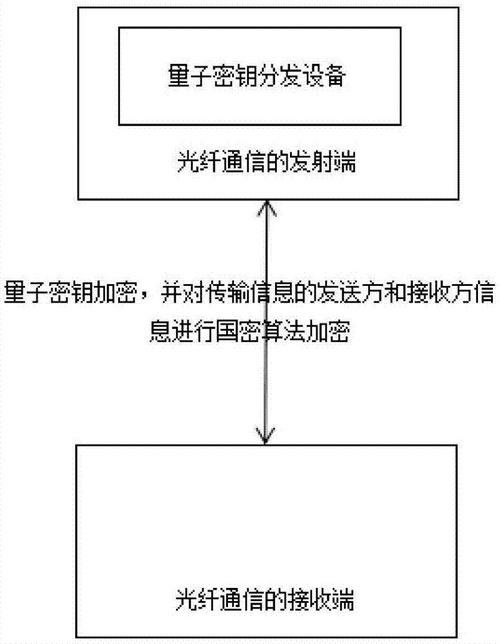 量子密钥分发设备
光纤通信的发射端
量子密钥加密，并对传输信息的发送方和接收方信
息进行国密算法加密
光纤通信的接收端